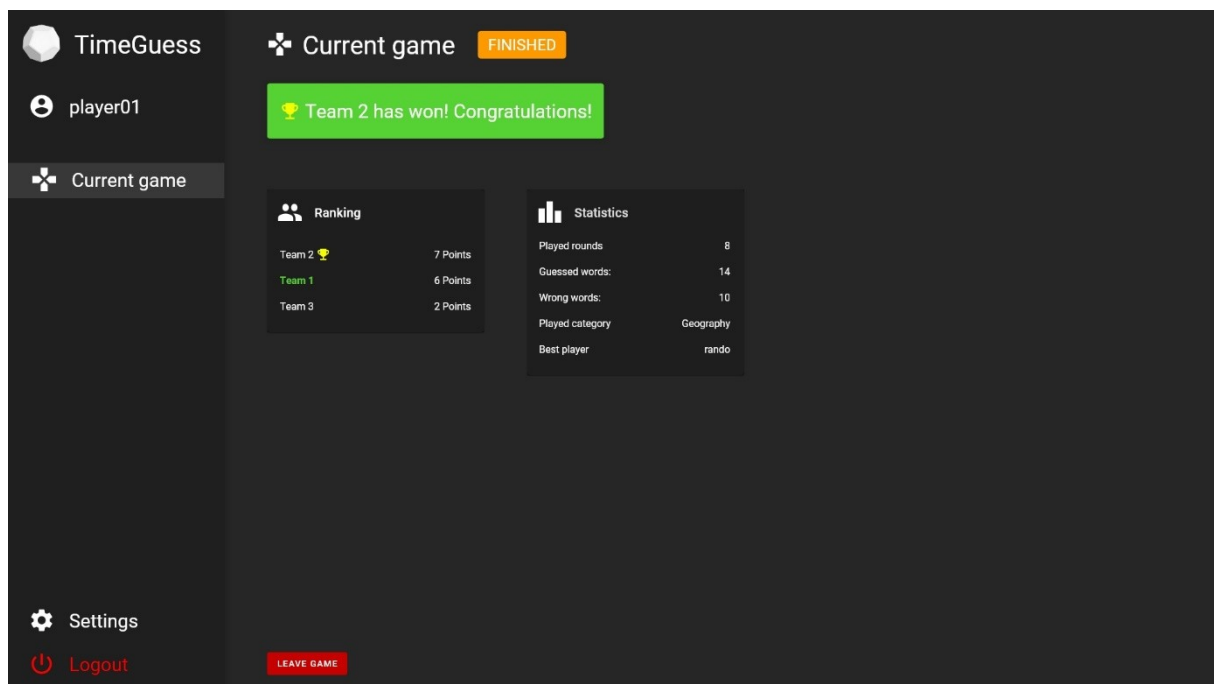 TimeGuess
player01
Current game
Settings
Logout
Current game FINISHED
Team 2 has won! Congratulations!
Ranking
Team 2 7 Points
Team 1 6 Points
Team 3 2 Points
Statistics
Played rounds 8
Guessed words: 14
Wrong words: 10
Played category Geography
Best player rando
LEAVE GAME